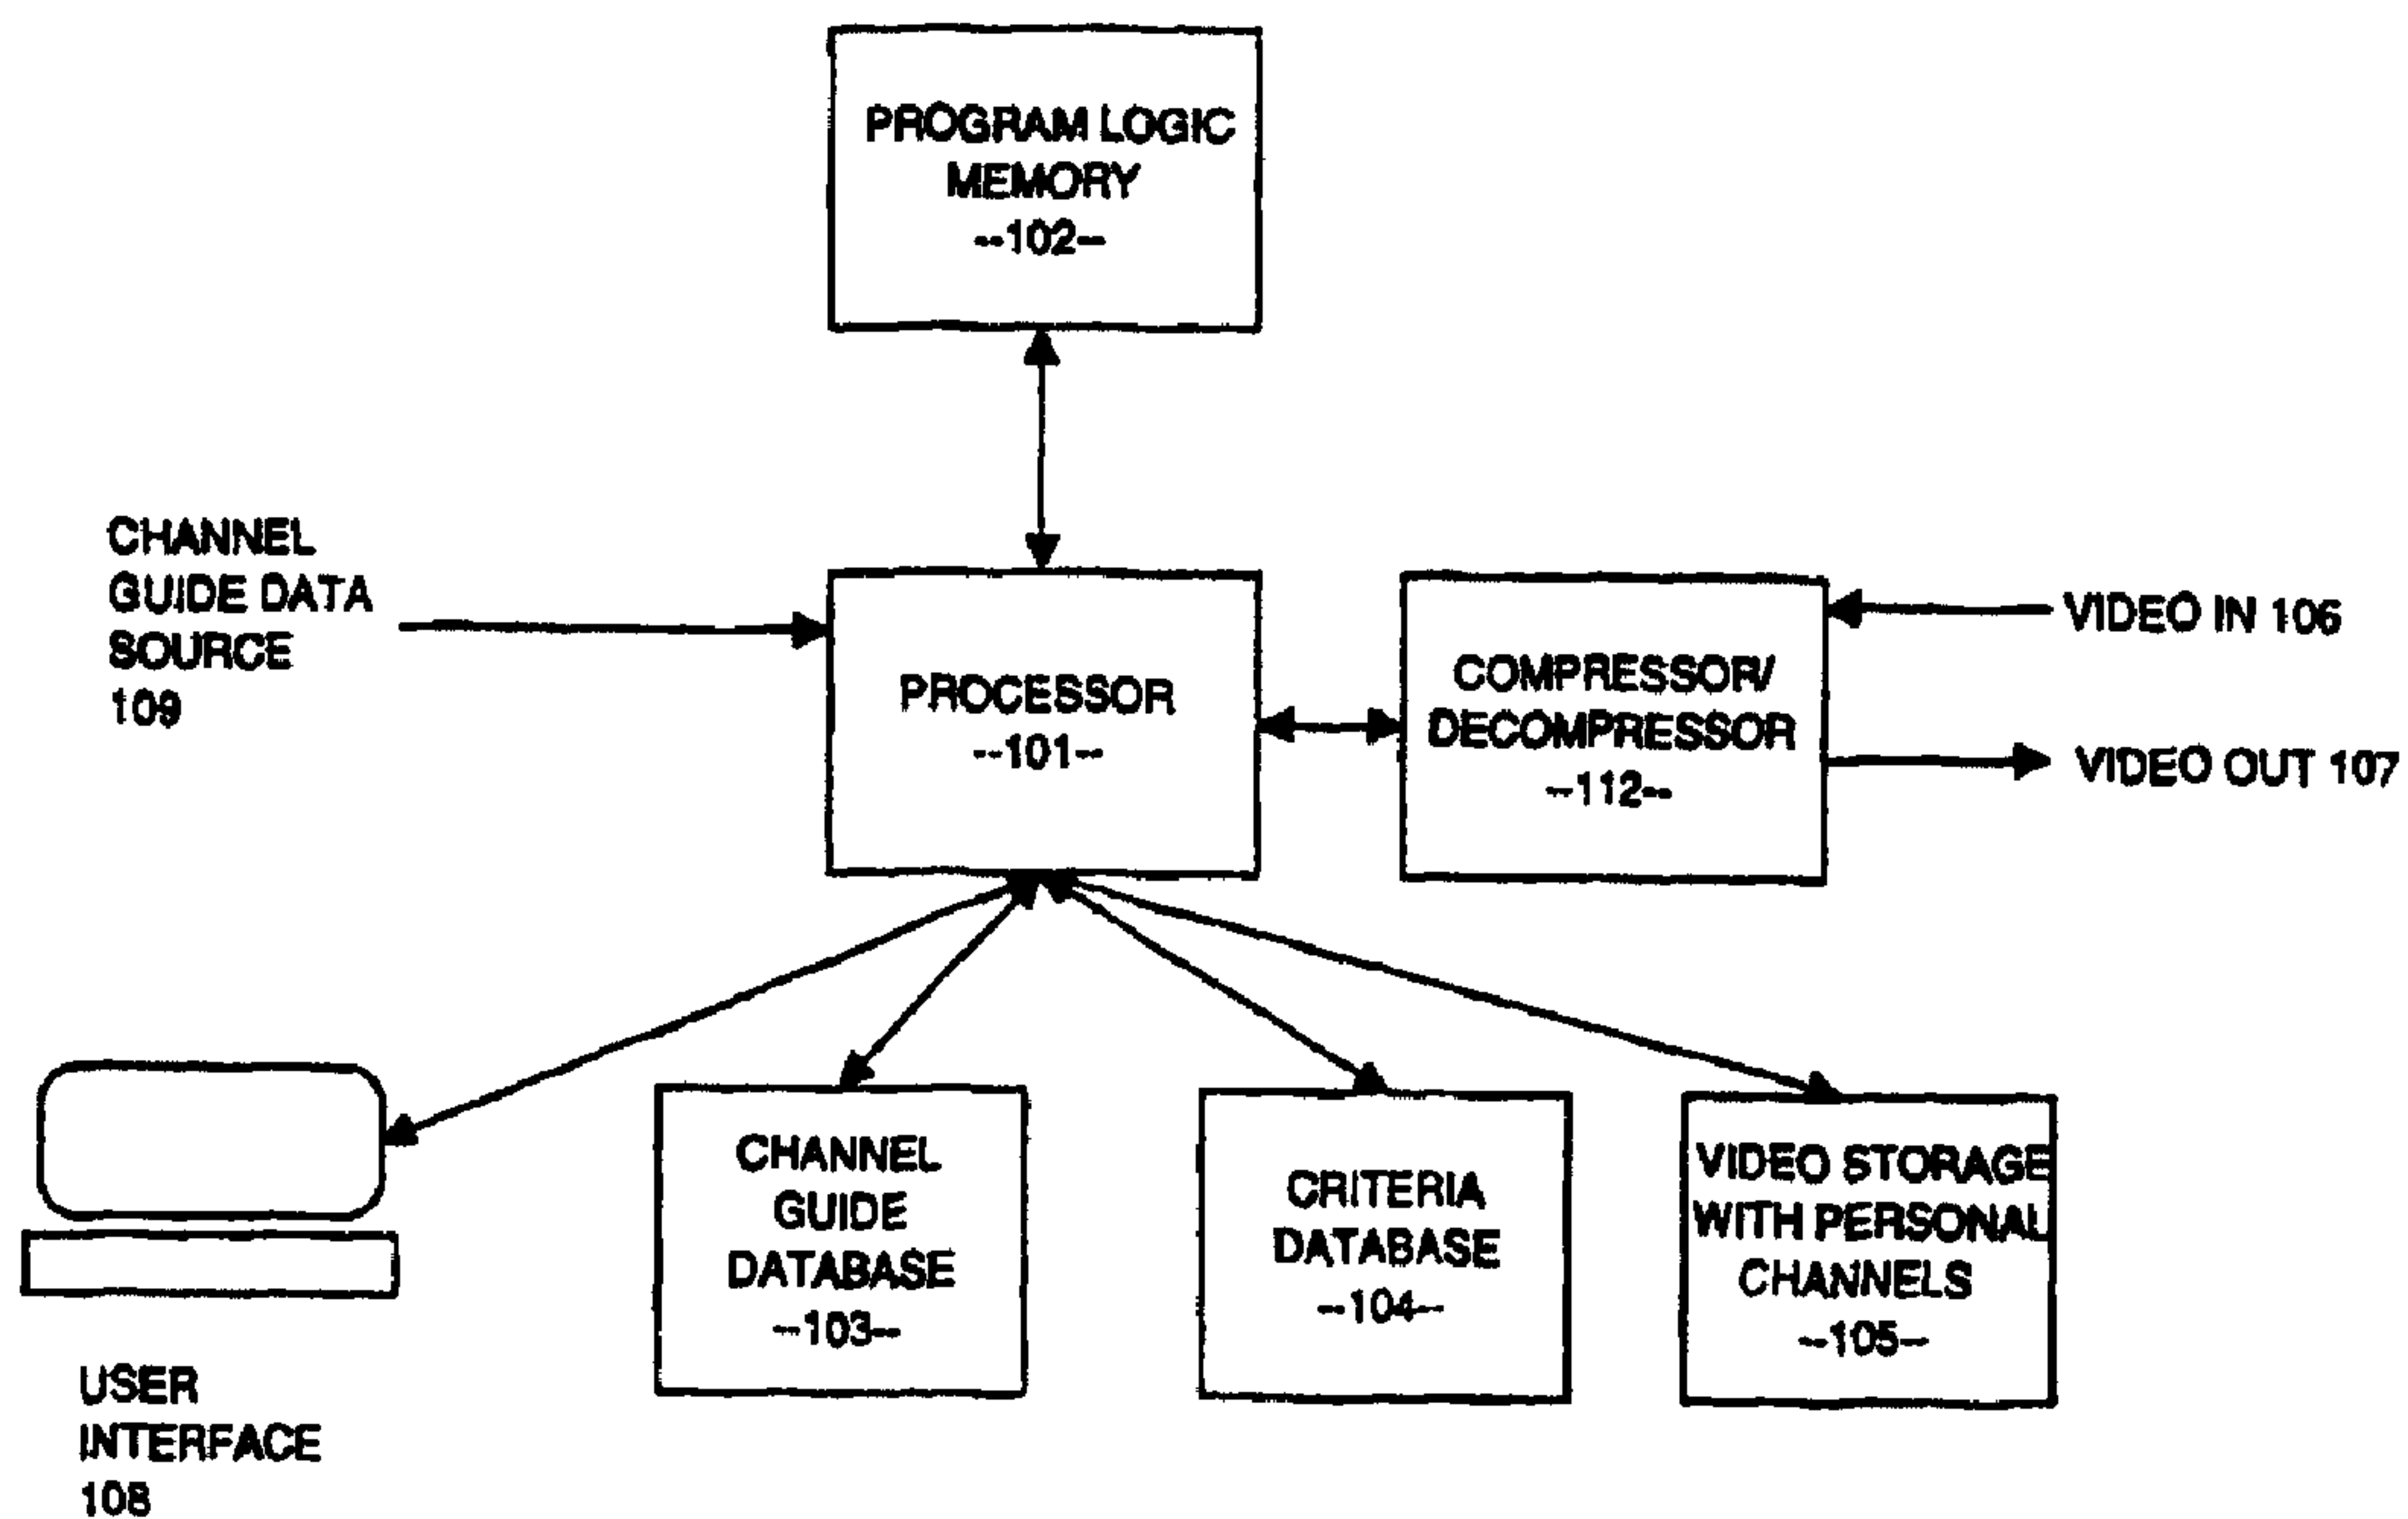 PROGRAM LOGIC
MEMORY
--102--
CHANNEL
GUIDE DATA
SOURCE
109
PROCESSOR
--101--
COMPRESSOR/
DECOMPRESSOR
--112--
VIDEO IN 106
VIDEO OUT 107
USER
INTERFACE
108
CHANNEL
GUIDE
DATABASE
--103--
CRITERIA
DATABASE
--104--
VIDEO STORAGE
WITH PERSONAL
CHANNELS
--105--